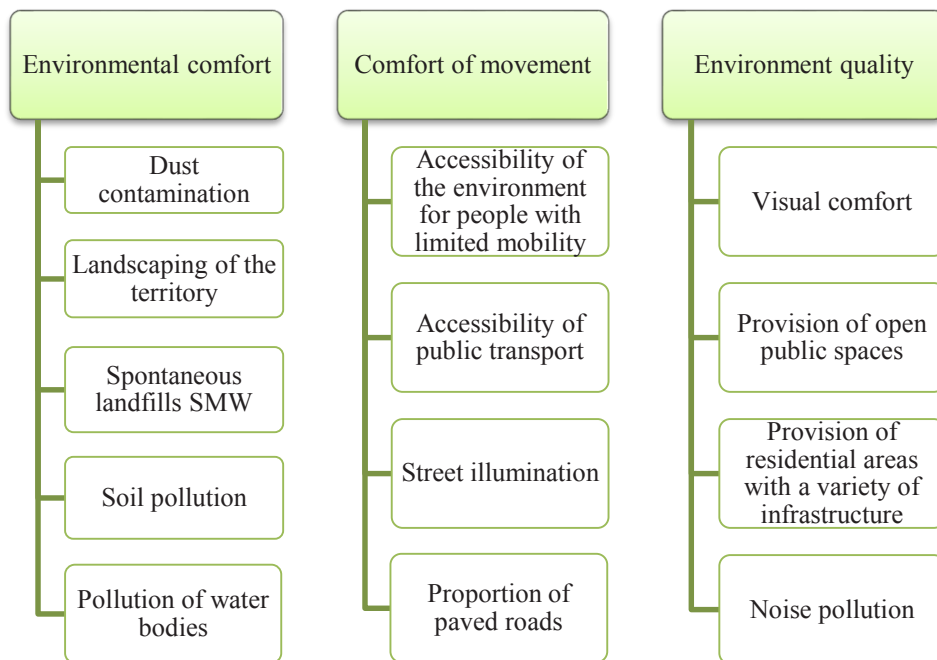 Environmental comfort
Dust
contamination
Landscaping of the
territory
Spontaneous
landfills SMW
Soil pollution
Pollution of water
bodies
Comfort of movement
Accessibility of
the environment
for people with
limited mobility
Accessibility of
public transport
Street illumination
Proportion of
paved roads
Environment quality
Visual comfort
Provision of open
public spaces
Provision of
residential areas
with a variety of
infrastructure
Noise pollution